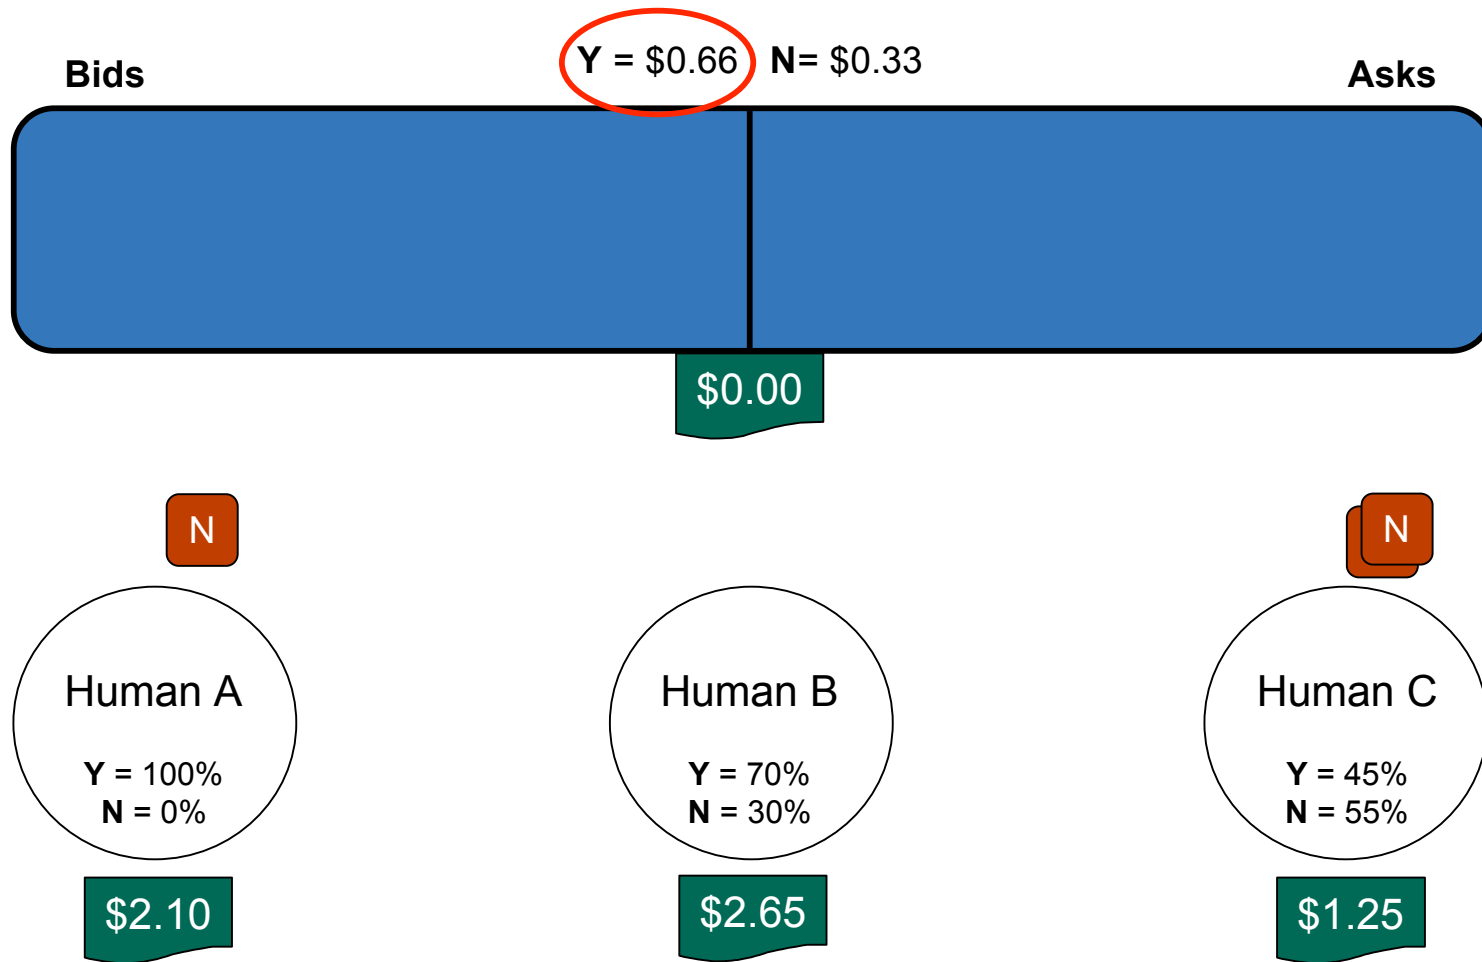 Y = $0.66 N= $0.33
Bids
Asks
$0.00
N
N
Human A
Y = 100%
N = 0%
Human B
Y = 70%
N = 30%
Human C
Y = 45%
N = 55%
$2.10
$2.65
$1.25